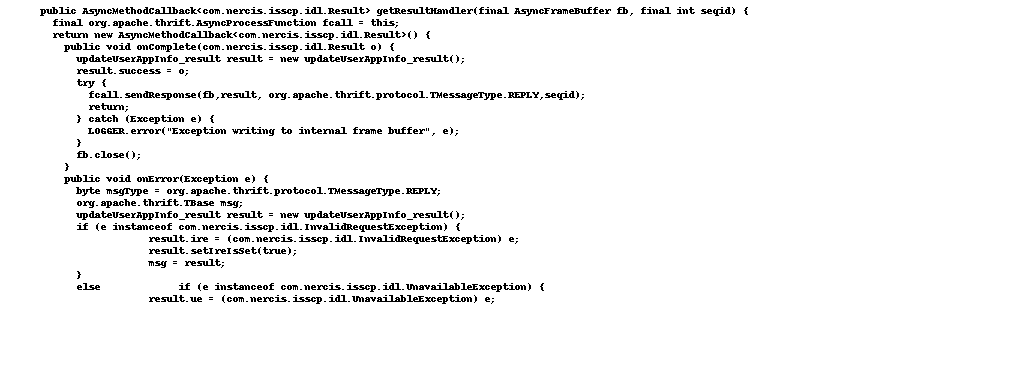 public AsyncMethodCallback<com.nercis.isscp.idl.Result> getResultHandler(final AsyncFrameBuffer fb, final int seqid) {
final org.apache.thrift.AsyncProcessFunction fcall = this;
return new AsyncMethodCallback<com.nercis.isscp.idl.Result>() {
public void onComplete(com.nercis.isscp.idl.Result o) {
updateUserAppInfo_result result = new updateUserAppInfo_result();
result.success = o;
try {
fcall.sendResponse(fb,result, org.apache.thrift.protocol.TMessageType.REPLY,seqid);
return;
} catch (Exception e) {
LOGGER.error("Exception writing to internal frame buffer", e);
}
fb.close();
}
public void onError(Exception e) {
byte msgType = org.apache.thrift.protocol.TMessageType.REPLY;
org.apache.thrift.TBase msg;
updateUserAppInfo_result result = new updateUserAppInfo_result();
if (e instanceof com.nercis.isscp.idl.InvalidRequestException) {
result.ire = (com.nercis.isscp.idl.InvalidRequestException) e;
result.setIreIsSet(true);
msg = result;
}
else if (e instanceof com.nercis.isscp.idl.UnavailableException) {
result.ue = (com.nercis.isscp.idl.UnavailableException) e;